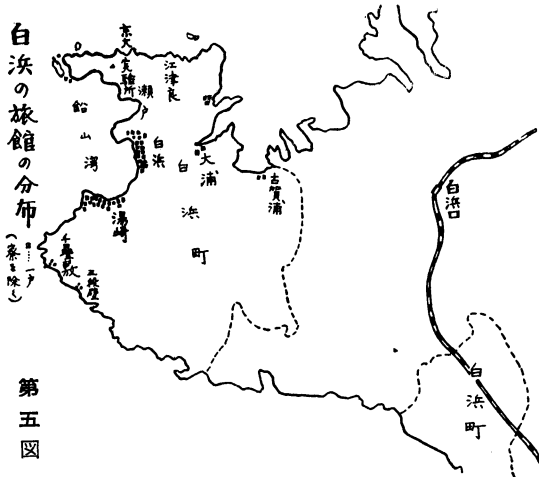 白浜の旅館の分布
■……一戸
(寮を除く)
第五図
京大実験所
瀬戸
江津良
鉛山湾
白浜
大浦
古賀浦
白浜町
湯崎
千畳敷
三段壁
白浜口
白浜町